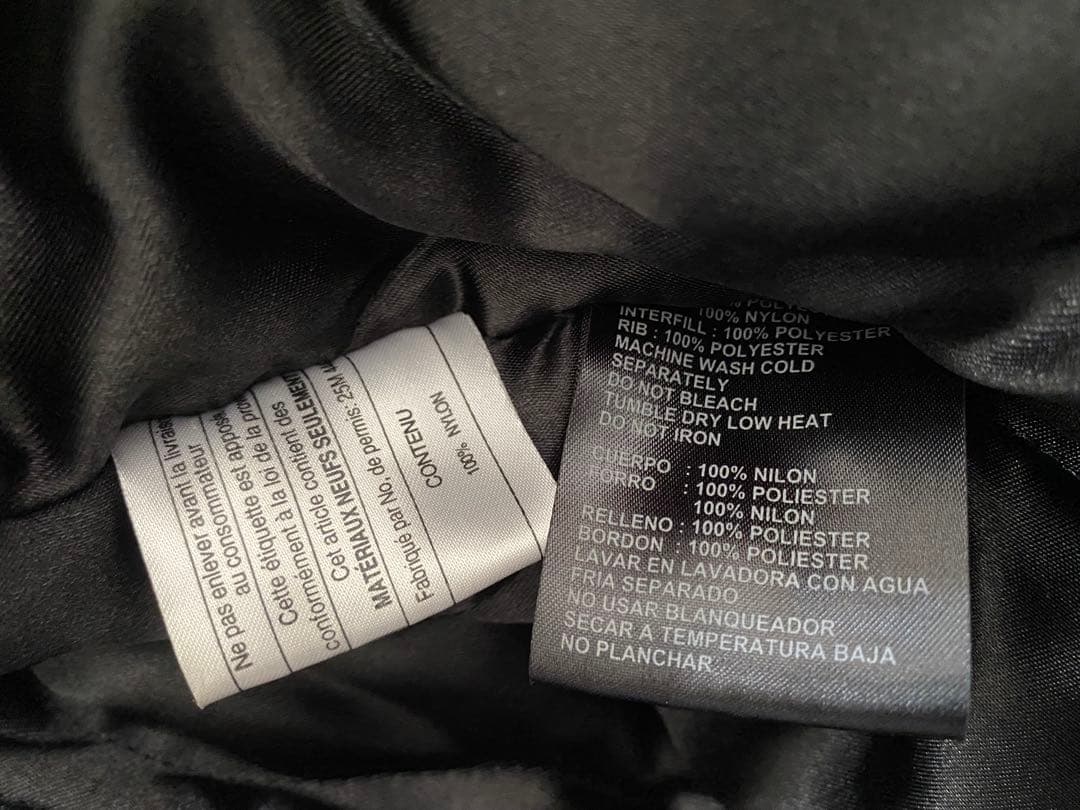 Ne pas enlever avant la livrais
au consommateur
Cette étiquette est apposé
conformément à la loi de la pro
Cet article contient des
MATÉRIAUX NEUFS SEULEMENT
Fabriqué par No. de permis: 25M
CONTENU
100% NYLON
100% NYLON
INTERFILL : 100% POLYESTER
RIB : 100% POLYESTER
MACHINE WASH COLD
SEPARATELY
DO NOT BLEACH
TUMBLE DRY LOW HEAT
DO NOT IRON
CUERPO : 100% NILON
FORRO : 100% POLIESTER
100% NILON
RELLENO : 100% POLIESTER
BORDON : 100% POLIESTER
LAVAR EN LAVADORA CON AGUA
FRIA SEPARADO
NO USAR BLANQUEADOR
SECAR A TEMPERATURA BAJA
NO PLANCHAR